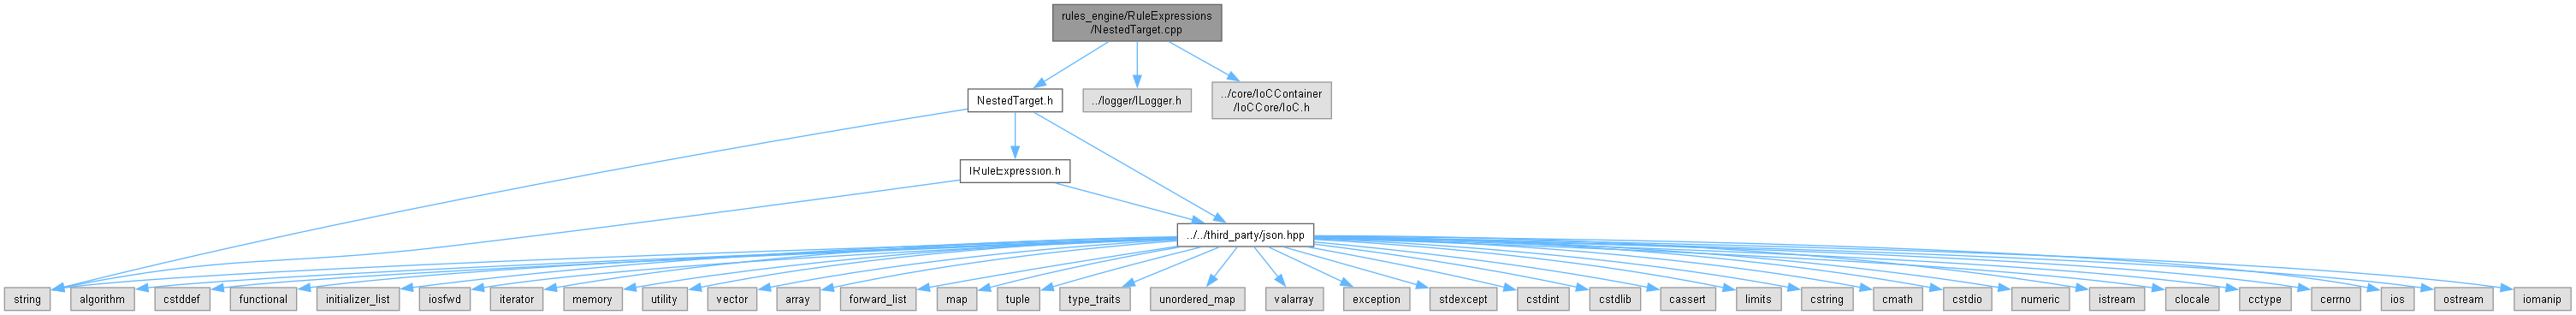 rules_engine/RuleExpressions
/NestedTarget.cpp
NestedTarget.h
../logger/ILogger.h
../core/IoCContainer
/IoCCore/IoC.h
IRuleExpression.h
../../third_party/json.hpp
string
algorithm
cstddef
functional
initializer_list
iosfwd
iterator
memory
utility
vector
array
forward_list
map
tuple
type_traits
unordered_map
valarray
exception
stdexcept
cstdint
cstdlib
cassert
limits
cstring
cmath
cstdio
numeric
istream
clocale
cctype
cerrno
ios
ostream
iomanip